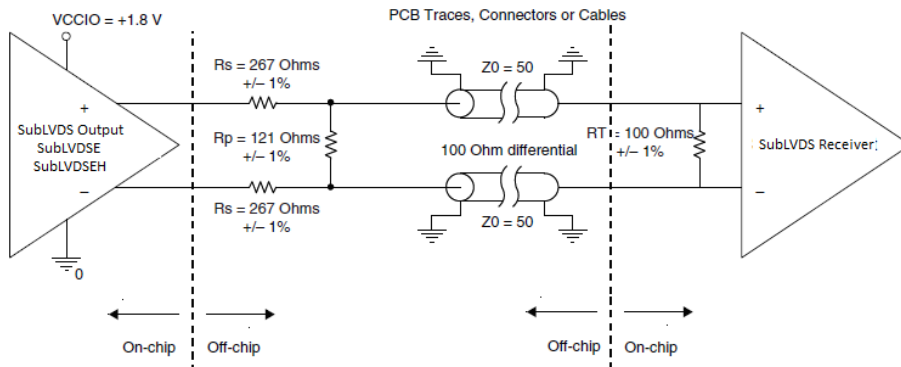 PCB Traces, Connectors or Cables
VCCIO = +1.8 V
Rs = 267 Ohms
+/– 1%
Z0 = 50
+
SubLVDS Output
SubLVDSE
SubLVDSEH
–
Rp = 121 Ohms
+/– 1%
100 Ohm differential
RT = 100 Ohms
+/– 1%
+
SubLVDS Receiver;
–
Rs = 267 Ohms
+/– 1%
Z0 = 50
0
On-chip
Off-chip
Off-chip
On-chip